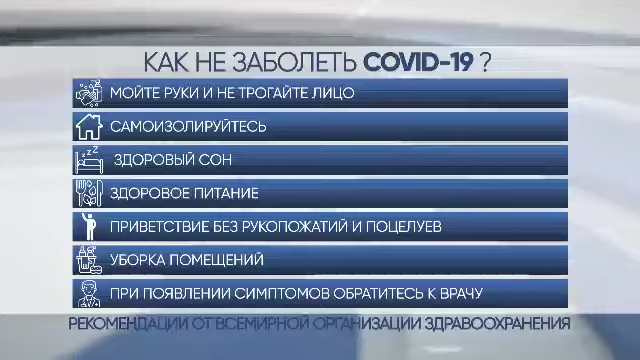 КАК НЕ ЗАБОЛЕТЬ COVID-19 ?
МОЙТЕ РУКИ И НЕ ТРОГАЙТЕ ЛИЦО
САМОИЗОЛИРУЙТЕСЬ
ЗДОРОВЫЙ СОН
ЗДОРОВОЕ ПИТАНИЕ
ПРИВЕТСТВИЕ БЕЗ РУКОПОЖАТИЙ И ПОЦЕЛУЕВ
УБОРКА ПОМЕЩЕНИЙ
ПРИ ПОЯВЛЕНИИ СИМПТОМОВ ОБРАТИТЕСЬ К ВРАЧУ
РЕКОМЕНДАЦИИ ОТ ВСЕМИРНОЙ ОРГАНИЗАЦИИ ЗДРАВООХРАНЕНИЯ